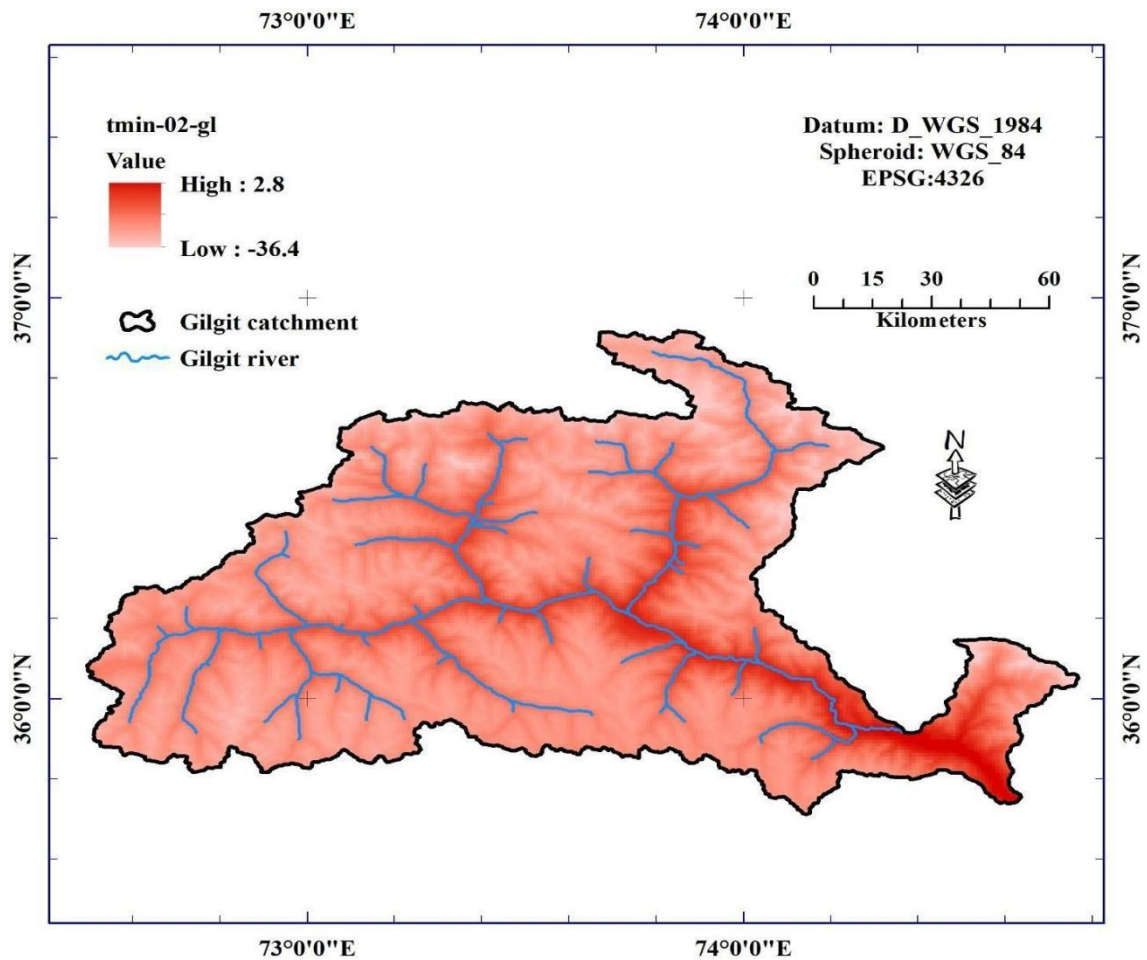 73°0'0"E 74°0'0"E
tmin-02-gl
Value
High : 2.8
Low : -36.4
Gilgit catchment
Gilgit river
Datum: D_WGS_1984
Spheroid: WGS_84
EPSG:4326
0 15 30 60
Kilometers
37°0'0"N 37°0'0"N
N
36°0'0"N 36°0'0"N
73°0'0"E 74°0'0"E